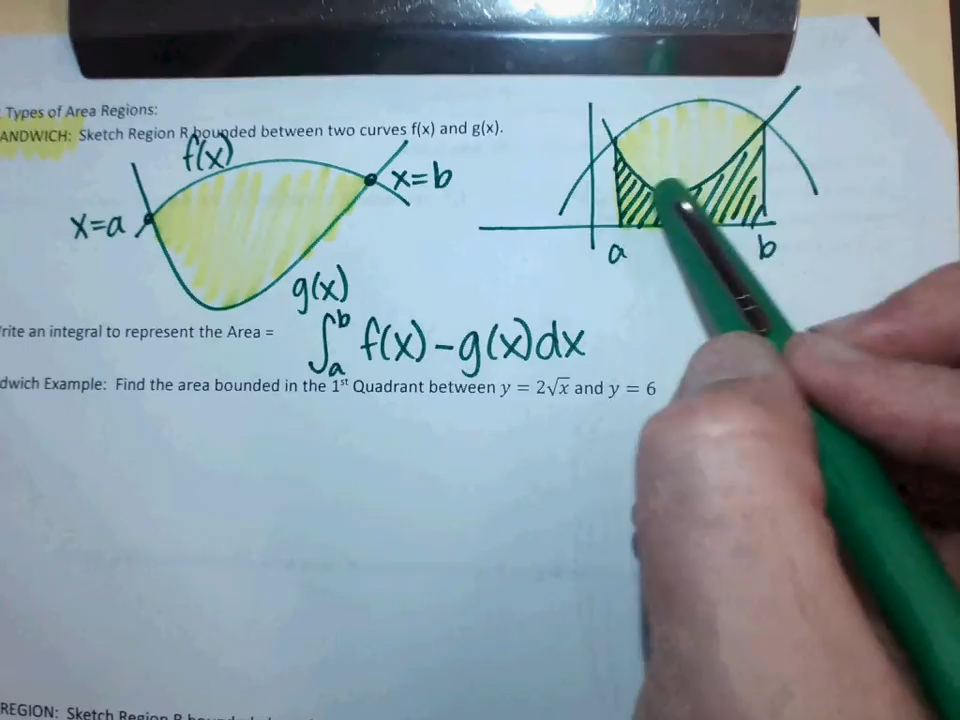 Types of Area Regions:
ANDWICH: Sketch Region R bounded between two curves f(x) and g(x).
f(x)
x=b
x=a
a
b
g(x)
rite an integral to represent the Area =
∫ₐᵇ f(x)-g(x)dx
dwich Example: Find the area bounded in the 1st Quadrant between y = 2√x and y = 6
REGION: Sketch Region R